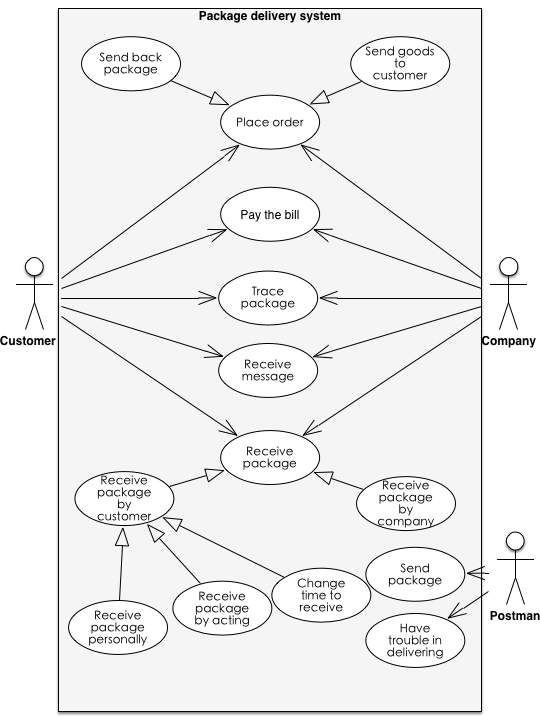 Package delivery system
Send back
package
Send goods
to
customer
Place order
Pay the bill
Trace
package
Customer
Company
Receive
message
Receive
package
Receive
package
by
customer
Receive
package
by
company
Send
package
Change
time to
receive
Receive
package
by acting
Receive
package
personally
Postman
Have
trouble in
delivering